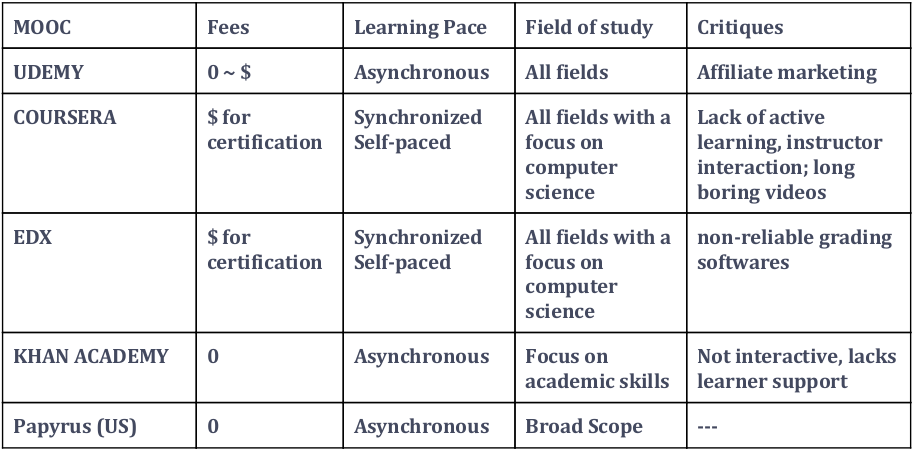 MOOC Fees Learning Pace Field of study Critiques
UDEMY 0 ~ $ Asynchronous All fields Affiliate marketing
COURSERA $ for Synchronized All fields with a Lack of active
certification Self-paced focus on learning, instructor
computer interaction; long
science boring videos
EDX $ for Synchronized All fields with a non-reliable grading
certification Self-paced focus on softwares
computer
science
KHAN ACADEMY 0 Asynchronous Focus on Not interactive, lacks
academic skills learner support
Papyrus (US) 0 Asynchronous Broad Scope ---